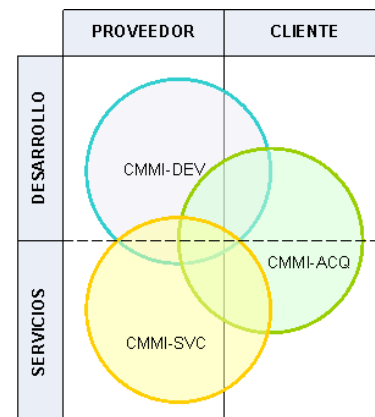 PROVEEDOR
CLIENTE
DESARROLLO
CMMI-DEV
CMMI-ACQ
SERVICIOS
CMMI-SVC